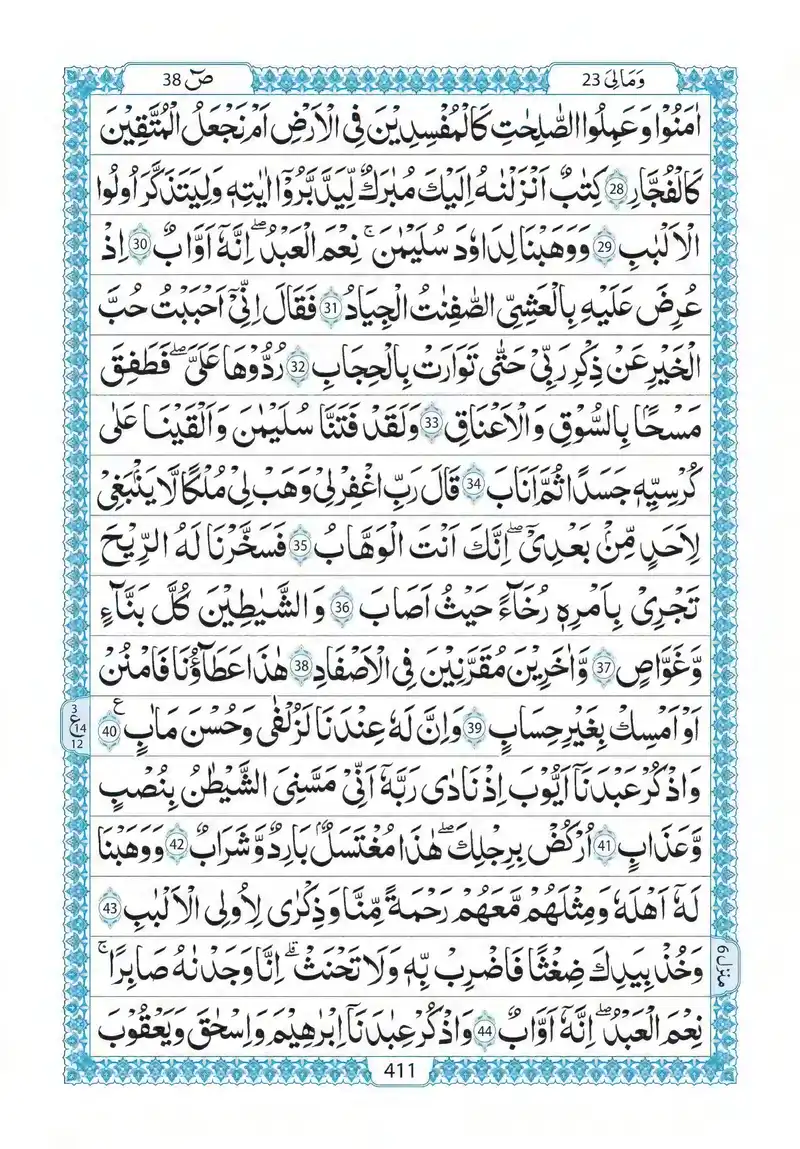 وَمَالِیَ 23
صٓ 38
اٰمَنُوۡا وَعَمِلُوا الصّٰلِحٰتِ كَالۡمُفۡسِدِیۡنَ فِی الۡاَرۡضِ اَمۡ نَجۡعَلُ الۡمُتَّقِیۡنَ
كَالۡفُجَّارِ 28 كِتٰبٌ اَنۡزَلۡنٰهُ اِلَیۡكَ مُبٰرَكٌ لِّیَدَّبَّرُوۡۤا اٰیٰتِهٖ وَلِیَتَذَكَّرَ اُولُوا
الۡاَلۡبٰبِ 29 وَوَهَبۡنَا لِدَاوٗدَ سُلَیۡمٰنَ ۚ نِعۡمَ الۡعَبۡدُ ؕ اِنَّهٗۤ اَوَّابٌ 30 اِذۡ
عُرِضَ عَلَیۡهِ بِالۡعَشِیِّ الصّٰفِنٰتُ الۡجِیَادُ 31 فَقَالَ اِنِّیۡۤ اَحۡبَبۡتُ حُبَّ
الۡخَیۡرِ عَنۡ ذِكۡرِ رَبِّیۡ حَتّٰی تَوَارَتۡ بِالۡحِجَابِ 32 رُدُّوۡهَا عَلَیَّ ؕ فَطَفِقَ
مَسۡحًۢا بِالسُّوۡقِ وَالۡاَعۡنَاقِ 33 وَلَقَدۡ فَتَنَّا سُلَیۡمٰنَ وَاَلۡقَیۡنَا عَلٰی
كُرۡسِیِّهٖ جَسَدًا ثُمَّ اَنَابَ 34 قَالَ رَبِّ اغۡفِرۡ لِیۡ وَهَبۡ لِیۡ مُلۡكًا لَّا یَنۡۢبَغِیۡ
لِاَحَدٍ مِّنۡۢ بَعۡدِیۡ ۚ اِنَّكَ اَنۡتَ الۡوَهَّابُ 35 فَسَخَّرۡنَا لَهُ الرِّیۡحَ
تَجۡرِیۡ بِاَمۡرِهٖ رُخَآءً حَیۡثُ اَصَابَ 36 وَالشَّیٰطِیۡنَ كُلَّ بَنَّآءٍ
وَّغَوَّاصٍ 37 وَّاٰخَرِیۡنَ مُقَرَّنِیۡنَ فِی الۡاَصۡفَادِ 38 هٰذَا عَطَآؤُنَا فَامۡنُنۡ
اَوۡ اَمۡسِكۡ بِغَیۡرِ حِسَابٍ 39 وَاِنَّ لَهٗ عِنۡدَنَا لَزُلۡفٰی وَحُسۡنَ مَاٰبٍ 40 ع
3
ع 14
12
وَاذۡكُرۡ عَبۡدَنَاۤ اَیُّوۡبَ اِذۡ نَادٰی رَبَّهٗۤ اَنِّیۡ مَسَّنِیَ الشَّیۡطٰنُ بِنُصۡبٍ
وَّعَذَابٍ 41 اُرۡكُضۡ بِرِجۡلِكَ ۚ هٰذَا مُغۡتَسَلٌۢ بَارِدٌ وَّشَرَابٌ 42 وَوَهَبۡنَا
لَهٗۤ اَهۡلَهٗ وَمِثۡلَهُمۡ مَّعَهُمۡ رَحۡمَةً مِّنَّا وَذِكۡرٰی لِاُولِی الۡاَلۡبٰبِ 43
وَخُذۡ بِیَدِكَ ضِغۡثًا فَاضۡرِبۡ بِّهٖ وَلَا تَحۡنَثۡ ؕ اِنَّا وَجَدۡنٰهُ صَابِرًا ؕ
منزل 6
نِعۡمَ الۡعَبۡدُ ؕ اِنَّهٗۤ اَوَّابٌ 44 وَاذۡكُرۡ عِبٰدَنَاۤ اِبۡرٰهِیۡمَ وَاِسۡحٰقَ وَیَعۡقُوۡبَ
411